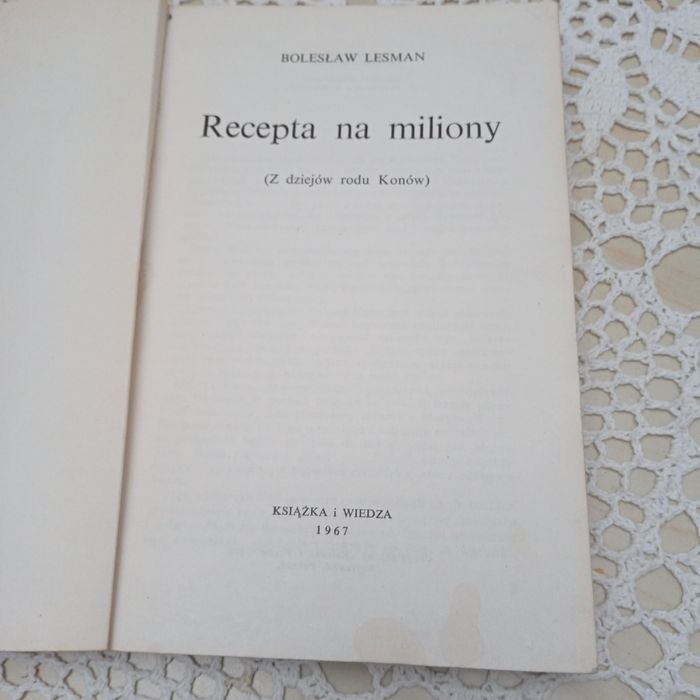 BOLESŁAW LESMAN
Recepta na miliony
(Z dziejów rodu Konów)
KSIĄŻKA i WIEDZA
1967